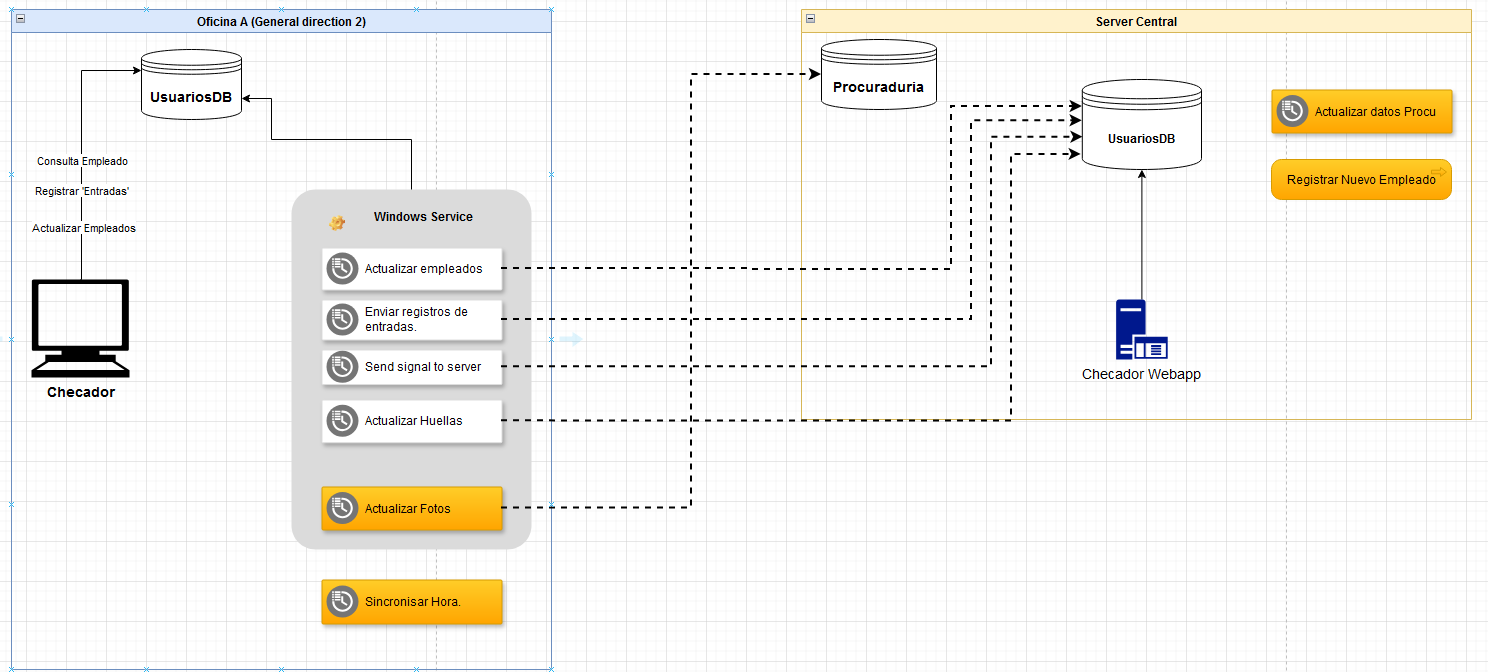 Oficina A (General direction 2)
UsuariosDB
Consulta Empleado
Registrar 'Entradas'
Actualizar Empleados
Checador
Windows Service
Actualizar empleados
Enviar registros de
entradas.
Send signal to server
Actualizar Huellas
Actualizar Fotos
Sincronisar Hora.
Server Central
Procuraduria
UsuariosDB
Checador Webapp
Actualizar datos Procu
Registrar Nuevo Empleado